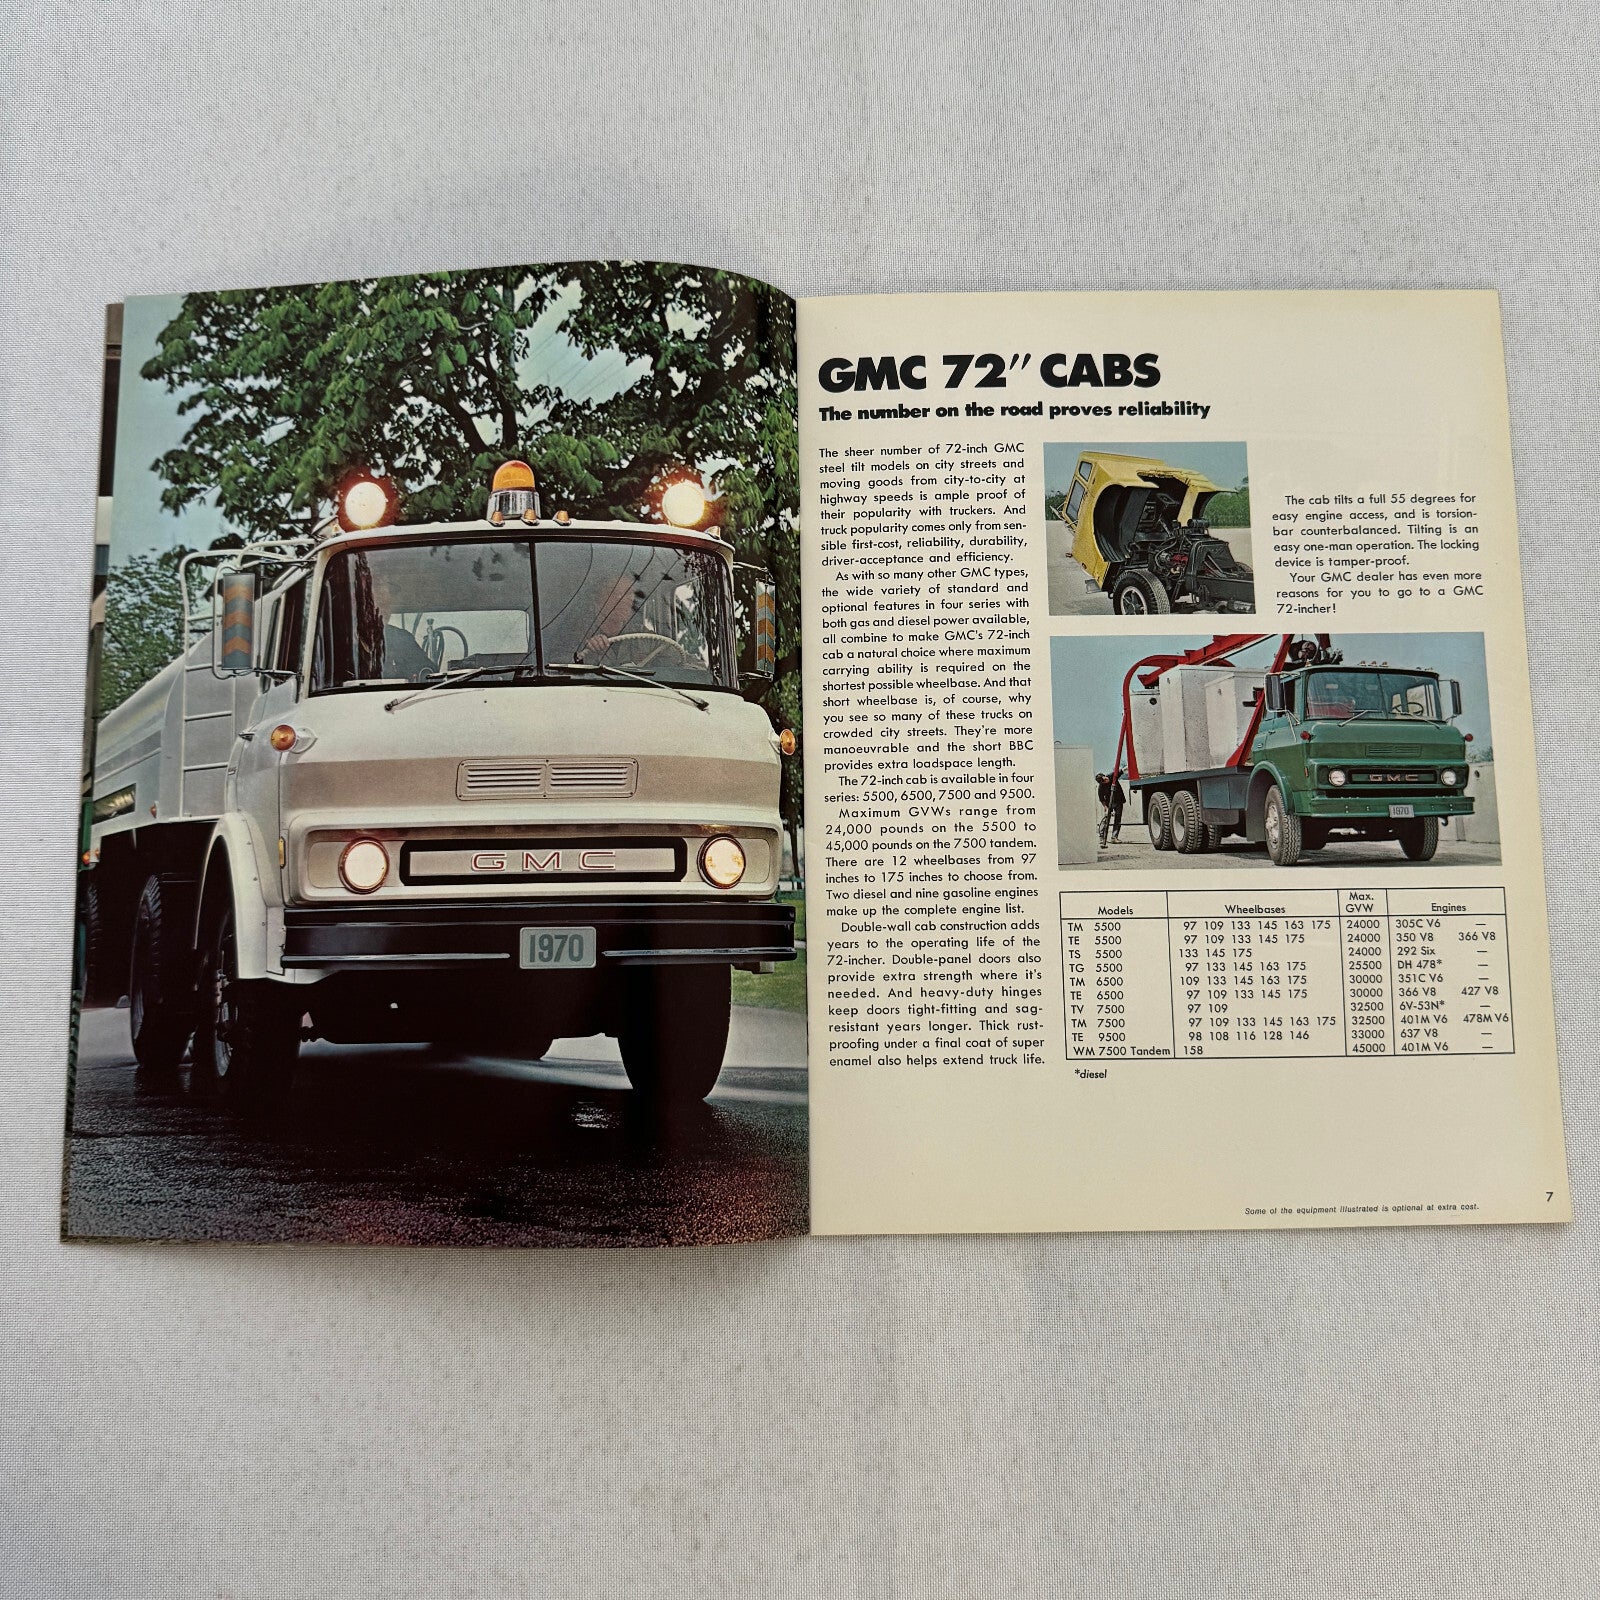 GMC
1970
GMC 72" CABS
The number on the road proves reliability
The sheer number of 72-inch GMC
steel tilt models on city streets and
moving goods from city-to-city at
highway speeds is ample proof of
their popularity with truckers. And
truck popularity comes only from sen-
sible first-cost, reliability, durability,
driver-acceptance and efficiency.
As with so many other GMC types,
the wide variety of standard and
optional features in four series with
both gas and diesel power available,
all combine to make GMC's 72-inch
cab a natural choice where maximum
carrying ability is required on the
shortest possible wheelbase. And that
short wheelbase is, of course, why
you see so many of these trucks on
crowded city streets. They're more
manoeuvrable and the short BBC
provides extra loadspace length.
The 72-inch cab is available in four
series: 5500, 6500, 7500 and 9500.
Maximum GVWs range from
24,000 pounds on the 5500 to
45,000 pounds on the 7500 tandem.
There are 12 wheelbases from 97
inches to 175 inches to choose from.
Two diesel and nine gasoline engines
make up the complete engine list.
Double-wall cab construction adds
years to the operating life of the
72-incher. Double-panel doors also
provide extra strength where it's
needed. And heavy-duty hinges
keep doors tight-fitting and sag-
resistant years longer. Thick rust-
proofing under a final coat of super
enamel also helps extend truck life.
The cab tilts a full 55 degrees for
easy engine access, and is torsion-
bar counterbalanced. Tilting is an
easy one-man operation. The locking
device is tamper-proof.
Your GMC dealer has even more
reasons for you to go to a GMC
72-incher!
GMC
1970
Models Wheelbases Max. GVW Engines
TM 5500 97 109 133 145 163 175 24000 305C V6 —
TE 5500 97 109 133 145 175 24000 350 V8 366 V8
TS 5500 133 145 175 24000 292 Six —
TG 5500 97 133 145 163 175 25500 DH 478* —
TM 6500 109 133 145 163 175 30000 351C V6 —
TE 6500 97 109 133 145 175 30000 366 V8 427 V8
TV 7500 97 109 32500 6V-53N* —
TM 7500 97 109 133 145 163 175 32500 401M V6 478M V6
TE 9500 98 108 116 128 146 33000 637 V8 —
WM 7500 Tandem 158 45000 401M V6 —
*diesel
Some of the equipment illustrated is optional at extra cost.
7